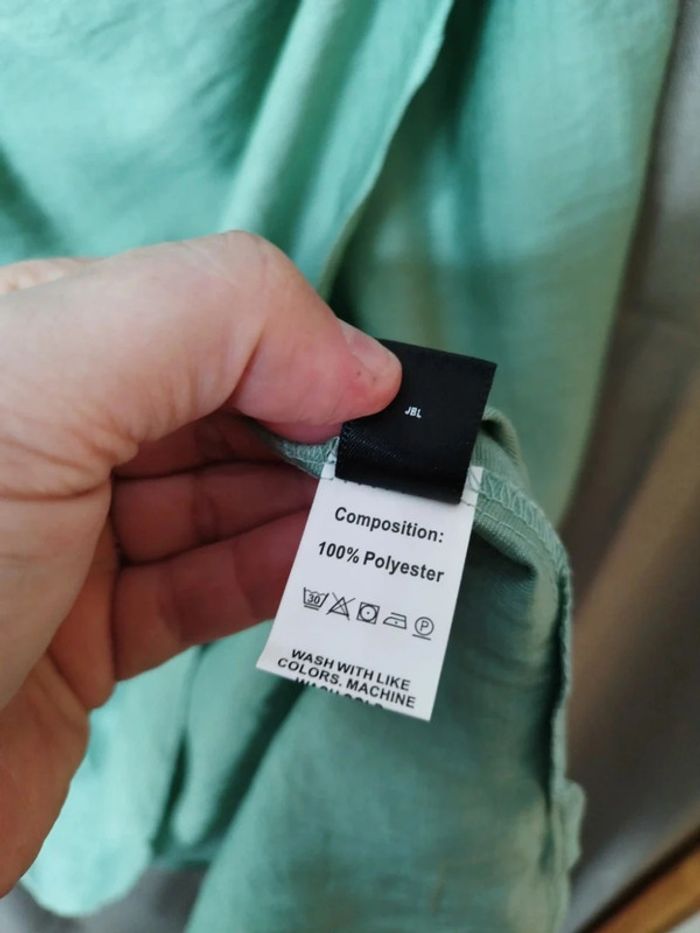 JBL
Composition:
100% Polyester
30
P
WASH WITH LIKE
COLORS. MACHINE